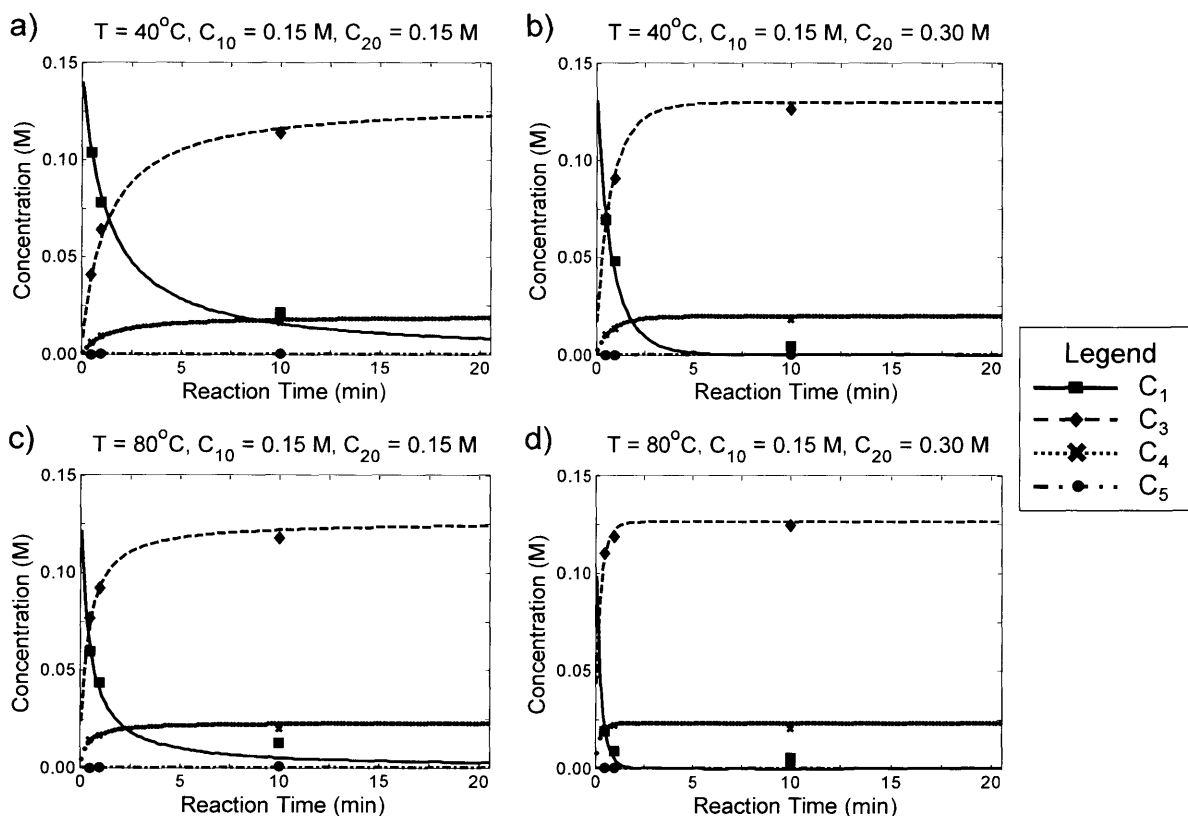 a)
T = 40°C, C₁₀ = 0.15 M, C₂₀ = 0.15 M
0.15
0.10
0.05
0.00
Concentration (M)
0
5
10
15
20
Reaction Time (min)
b)
T = 40°C, C₁₀ = 0.15 M, C₂₀ = 0.30 M
0.15
0.10
0.05
0.00
Concentration (M)
0
5
10
15
20
Reaction Time (min)
c)
T = 80°C, C₁₀ = 0.15 M, C₂₀ = 0.15 M
0.15
0.10
0.05
0.00
Concentration (M)
0
5
10
15
20
Reaction Time (min)
d)
T = 80°C, C₁₀ = 0.15 M, C₂₀ = 0.30 M
0.15
0.10
0.05
0.00
Concentration (M)
0
5
10
15
20
Reaction Time (min)
Legend
C₁
C₃
C₄
C₅